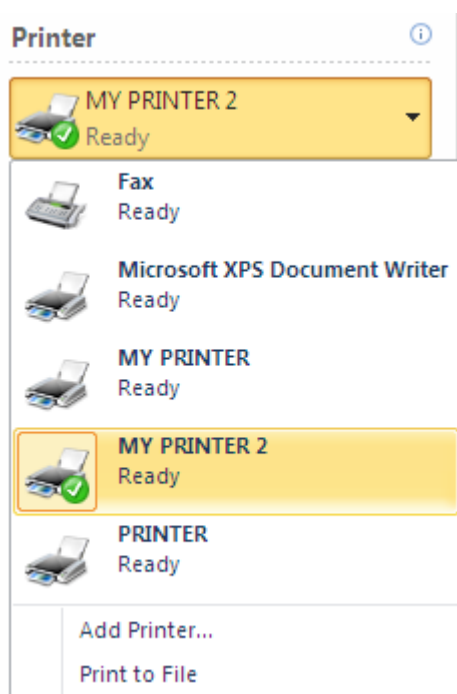 Printer
MY PRINTER 2
Ready
Fax
Ready
Microsoft XPS Document Writer
Ready
MY PRINTER
Ready
MY PRINTER 2
Ready
PRINTER
Ready
Add Printer...
Print to File